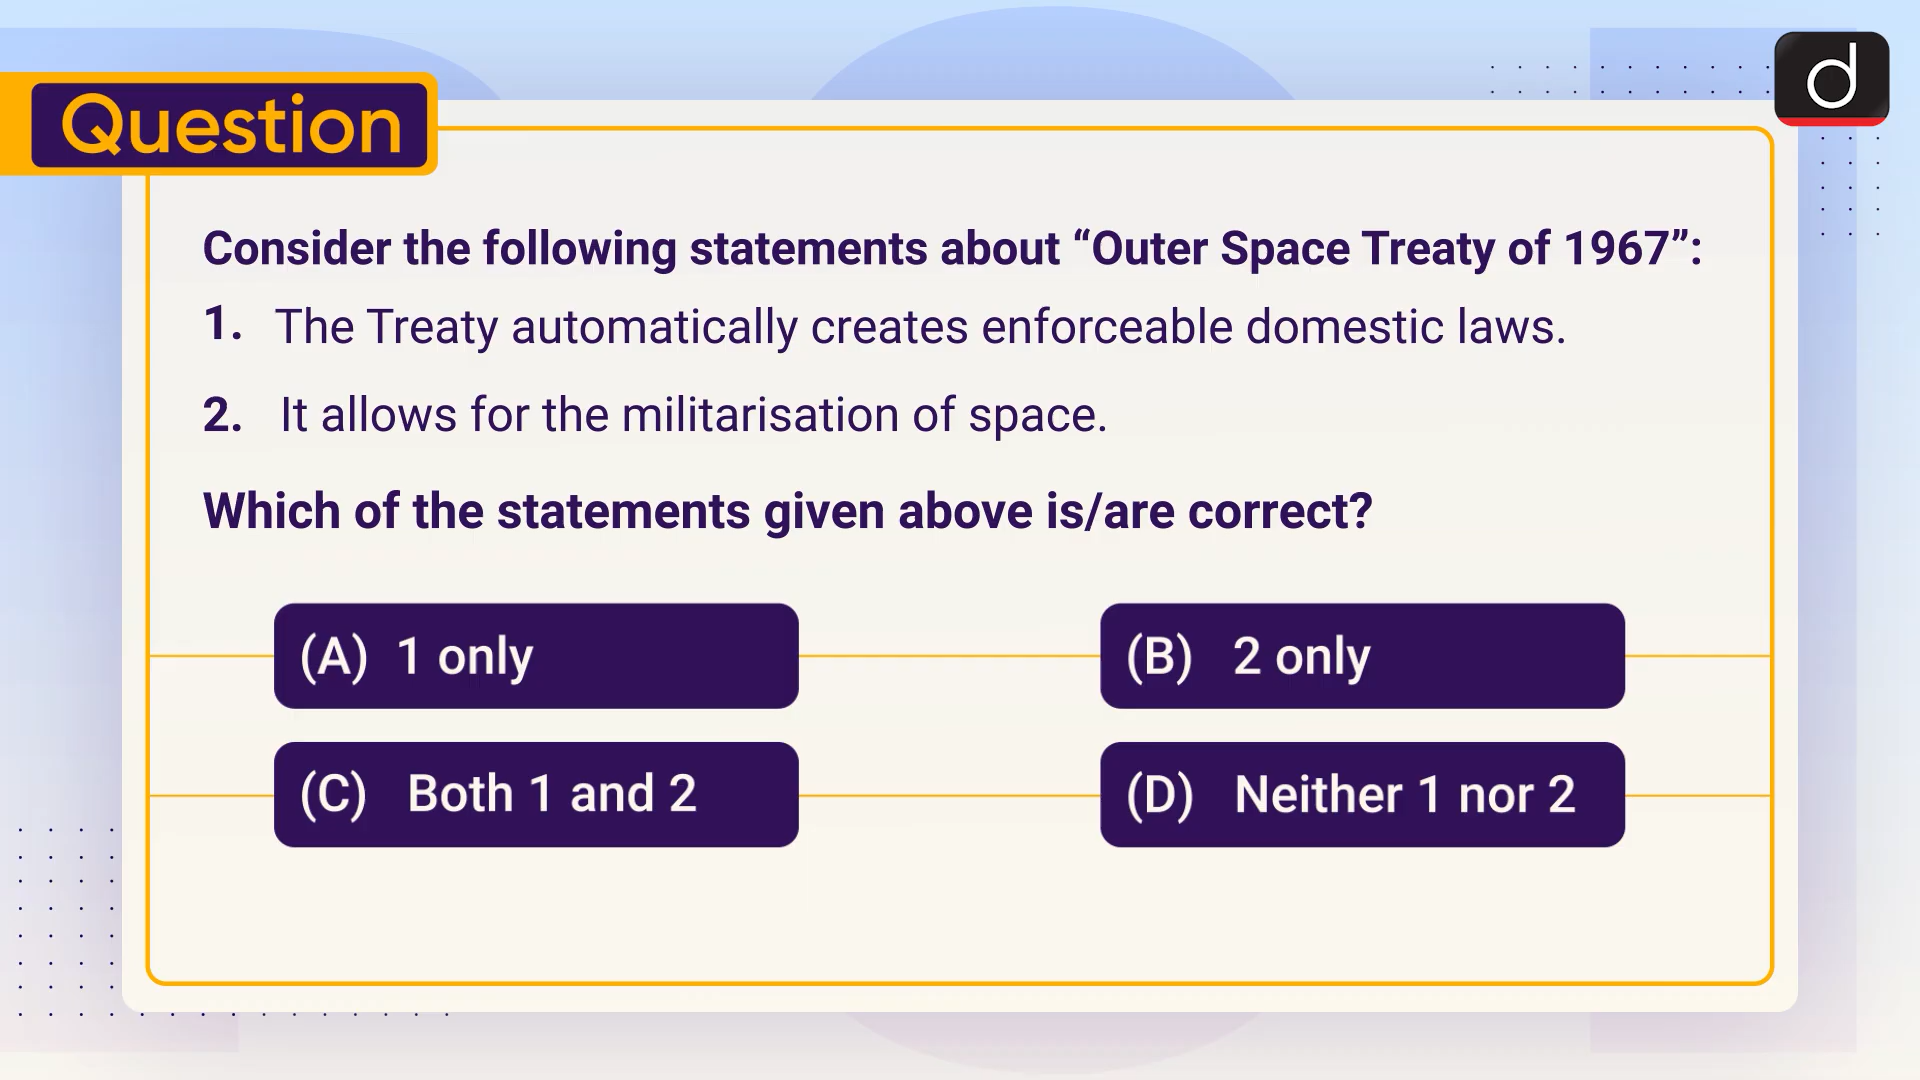 Question
d
Consider the following statements about “Outer Space Treaty of 1967”:
1. The Treaty automatically creates enforceable domestic laws.
2. It allows for the militarisation of space.
Which of the statements given above is/are correct?
(A) 1 only
(B) 2 only
(C) Both 1 and 2
(D) Neither 1 nor 2